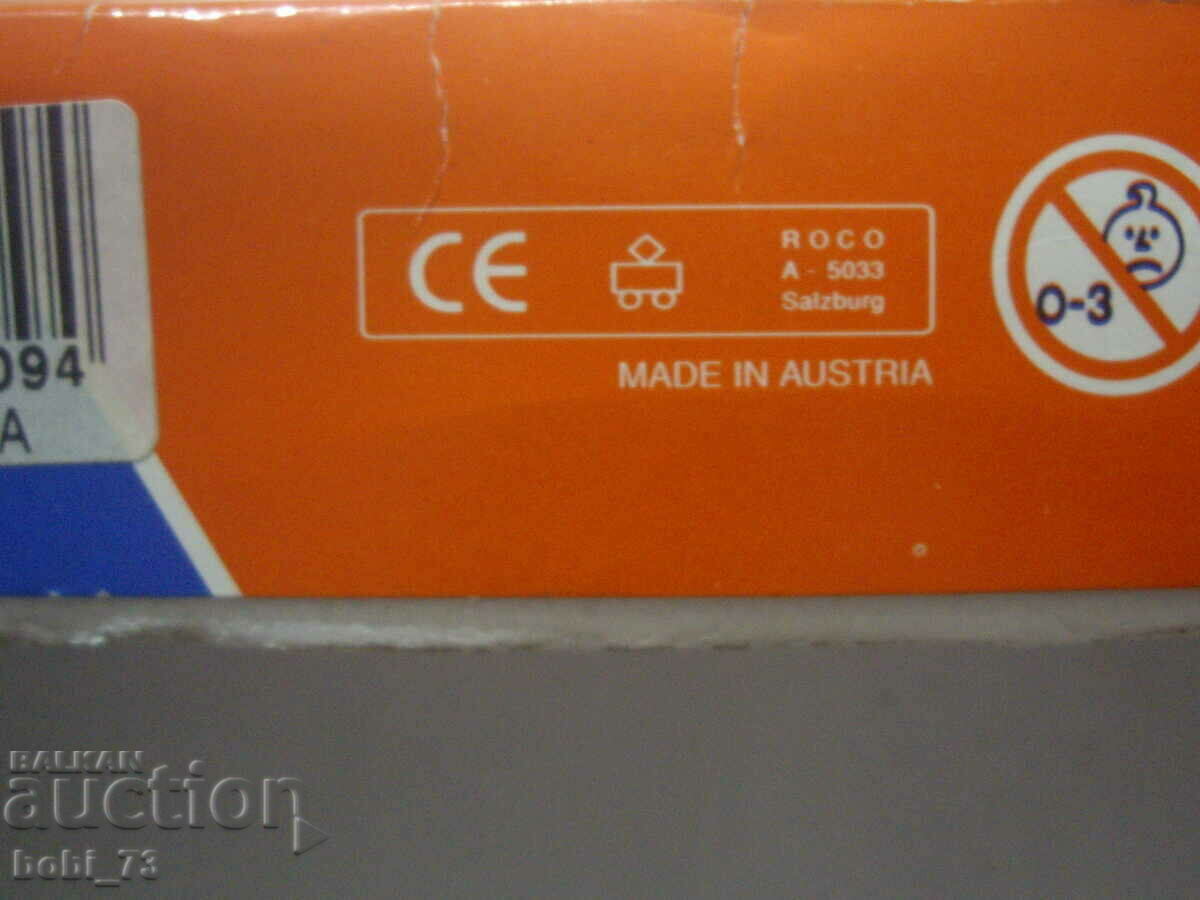 CE
ROCO
A - 5033
Salzburg
MADE IN AUSTRIA
0-3
094
A
BALKAN
auction
bobi_73